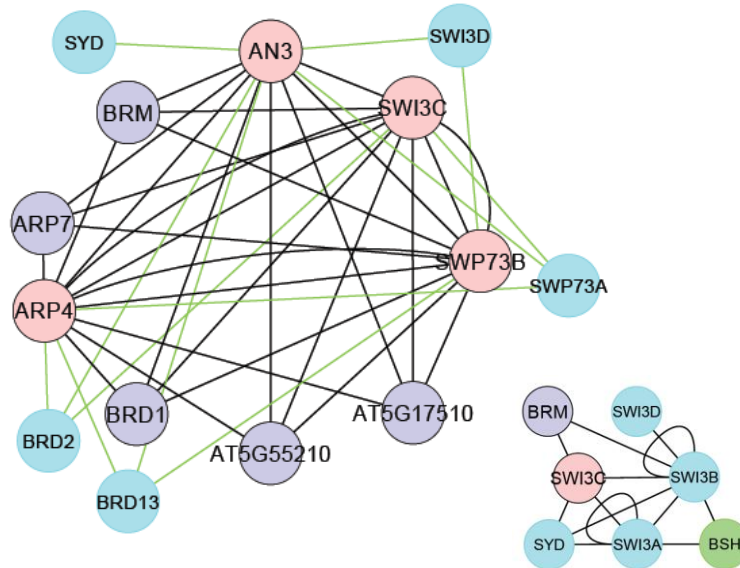 SYD
AN3
SWI3D
BRM
SWI3C
ARP7
SWP73B
SWP73A
ARP4
BRD1
AT5G17510
BRD2
AT5G55210
BRD13
BRM
SWI3D
SWI3C
SWI3B
SYD
SWI3A
BSH